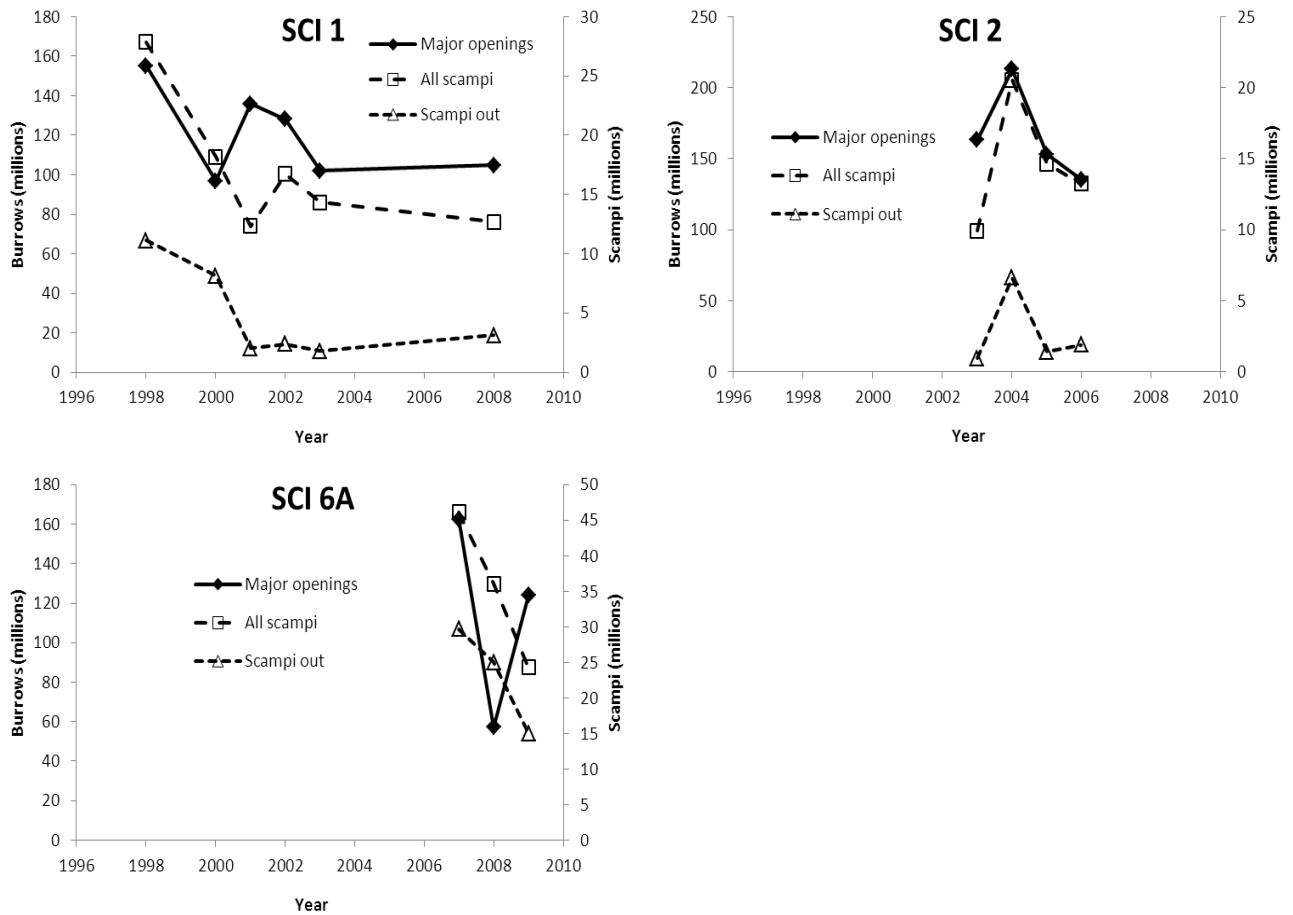 SCI 1
Major openings
All scampi
Scampi out
180
160
140
120
100
80
60
40
20
0
30
25
20
15
10
5
0
1996 1998 2000 2002 2004 2006 2008 2010
Burrows (millions)
Scampi (millions)
Year
SCI 2
Major openings
All scampi
Scampi out
250
200
150
100
50
0
25
20
15
10
5
0
1996 1998 2000 2002 2004 2006 2008 2010
Burrows (millions)
Scampi (millions)
Year
SCI 6A
Major openings
All scampi
Scampi out
180
160
140
120
100
80
60
40
20
0
50
45
40
35
30
25
20
15
10
5
0
1996 1998 2000 2002 2004 2006 2008 2010
Burrows (millions)
Scampi (millions)
Year